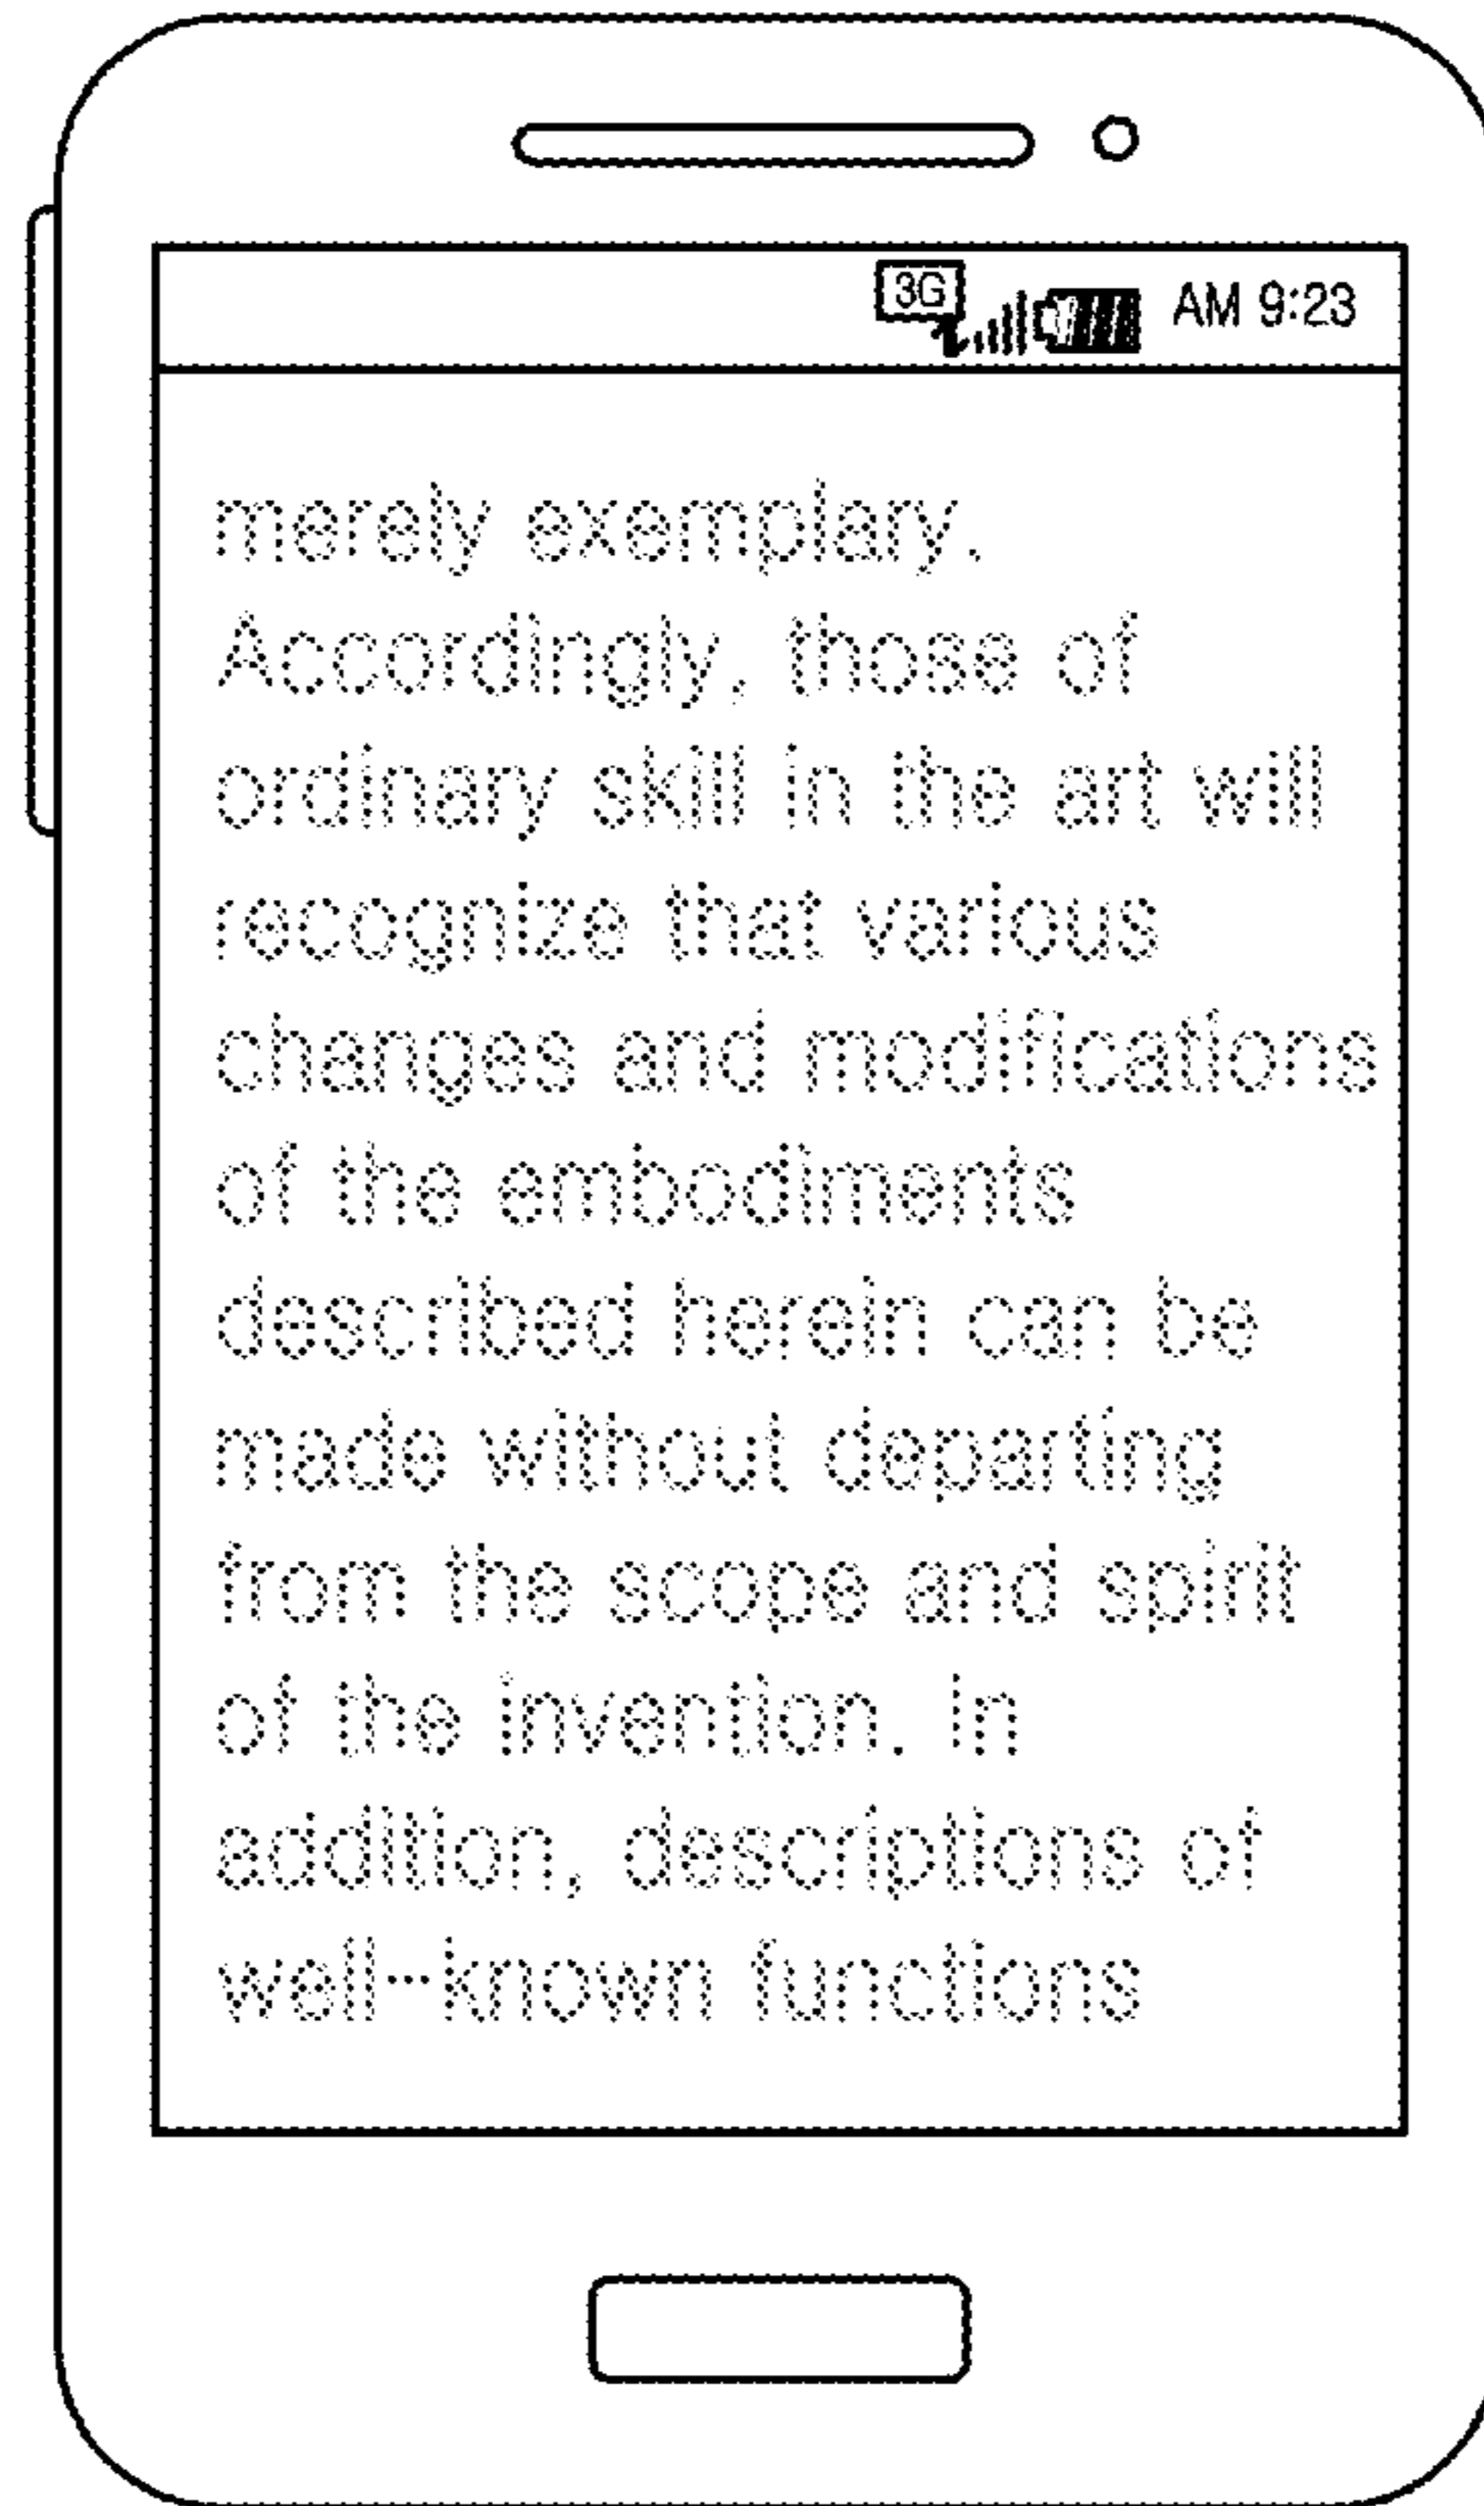 3G AM 9:23
merely exemplary.
Accordingly, those of
ordinary skill in the art will
recognize that various
changes and modifications
of the embodiments
described herein can be
made without departing
from the scope and spirit
of the invention. In
addition, descriptions of
well-known functions